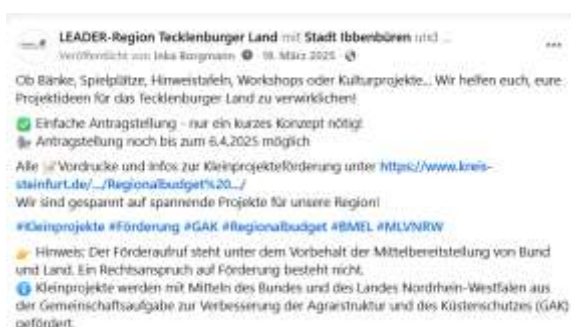 LEADER-Region Tecklenburger Land mit Stadt Ibbenbüren und ...
Veröffentlicht von Inka Borgmann · 18. März 2025 ·
Ob Bänke, Spielplätze, Hinweistafeln, Workshops oder Kulturprojekte... Wir helfen euch, eure
Projektideen für das Tecklenburger Land zu verwirklichen!
✅ Einfache Antragstellung - nur ein kurzes Konzept nötig!
Antragstellung noch bis zum 6.4.2025 möglich
Alle Vordrucke und Infos zur Kleinprojekteförderung unter https://www.kreis-
steinfurt.de/.../Regionalbudget%20.../
Wir sind gespannt auf spannende Projekte für unsere Region!
#Kleinprojekte #Förderung #GAK #Regionalbudget #BMEL #MLVNRW
👉 Hinweis: Der Förderaufruf steht unter dem Vorbehalt der Mittelbereitstellung von Bund
und Land. Ein Rechtsanspruch auf Förderung besteht nicht.
Kleinprojekte werden mit Mitteln des Bundes und des Landes Nordrhein-Westfalen aus
der Gemeinschaftsaufgabe zur Verbesserung der Agrarstruktur und des Küstenschutzes (GAK)
gefördert.